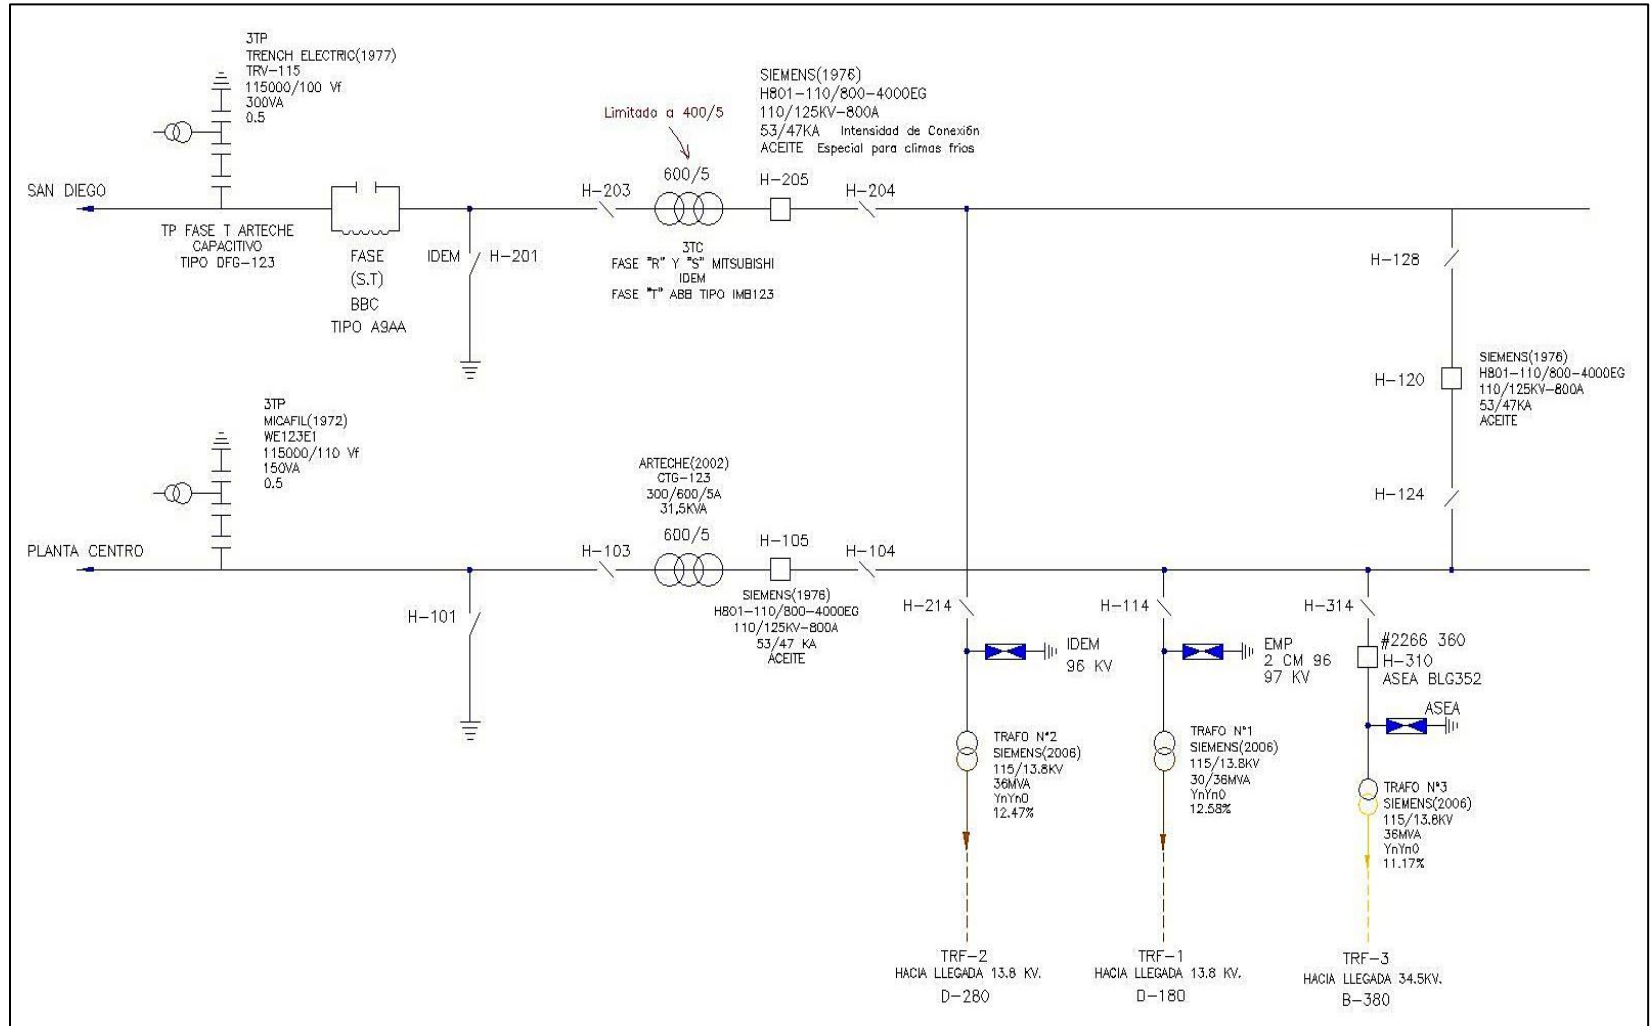 3TP
TRENCH ELECTRIC(1977)
TRV-115
115000/100 Vf
300VA
0.5
Limitado a 400/5
SIEMENS(1976)
H801-110/800-4000EG
110/125KV-800A
53/47KA Intensidad de Conexión
ACEITE Especial para climas frios
SAN DIEGO
H-203
600/5
H-205
H-204
TP FASE T ARTECHE
CAPACITIVO
TIPO DFG-123
FASE
(S.T)
BBC
TIPO A9AA
IDEM
H-201
3TC
FASE "R" Y "S" MITSUBISHI
IDEM
FASE "T" ABB TIPO IMB123
H-128
H-120
SIEMENS(1976)
H801-110/800-4000EG
110/125KV-800A
53/47KA
ACEITE
H-124
3TP
MICAFIL(1972)
WE123E1
115000/110 Vf
150VA
0.5
ARTECHE(2002)
CTG-123
300/600/5A
31,5KVA
PLANTA CENTRO
H-103
600/5
H-105
H-104
H-101
SIEMENS(1976)
H801-110/800-4000EG
110/125KV-800A
53/47 KA
ACEITE
H-214
IDEM
96 KV
H-114
EMP
2 CM 96
97 KV
H-314
#2266 360
H-310
ASEA BLG352
ASEA
TRAFO N°2
SIEMENS(2006)
115/13.8KV
36MVA
YnYn0
12.47%
TRAFO N°1
SIEMENS(2006)
115/13.8KV
30/36MVA
YnYn0
12.58%
TRAFO N°3
SIEMENS(2006)
115/13.8KV
36MVA
YnYn0
11.17%
TRF-2
HACIA LLEGADA 13.8 KV.
D-280
TRF-1
HACIA LLEGADA 13.8 KV.
D-180
TRF-3
HACIA LLEGADA 34.5KV.
B-380